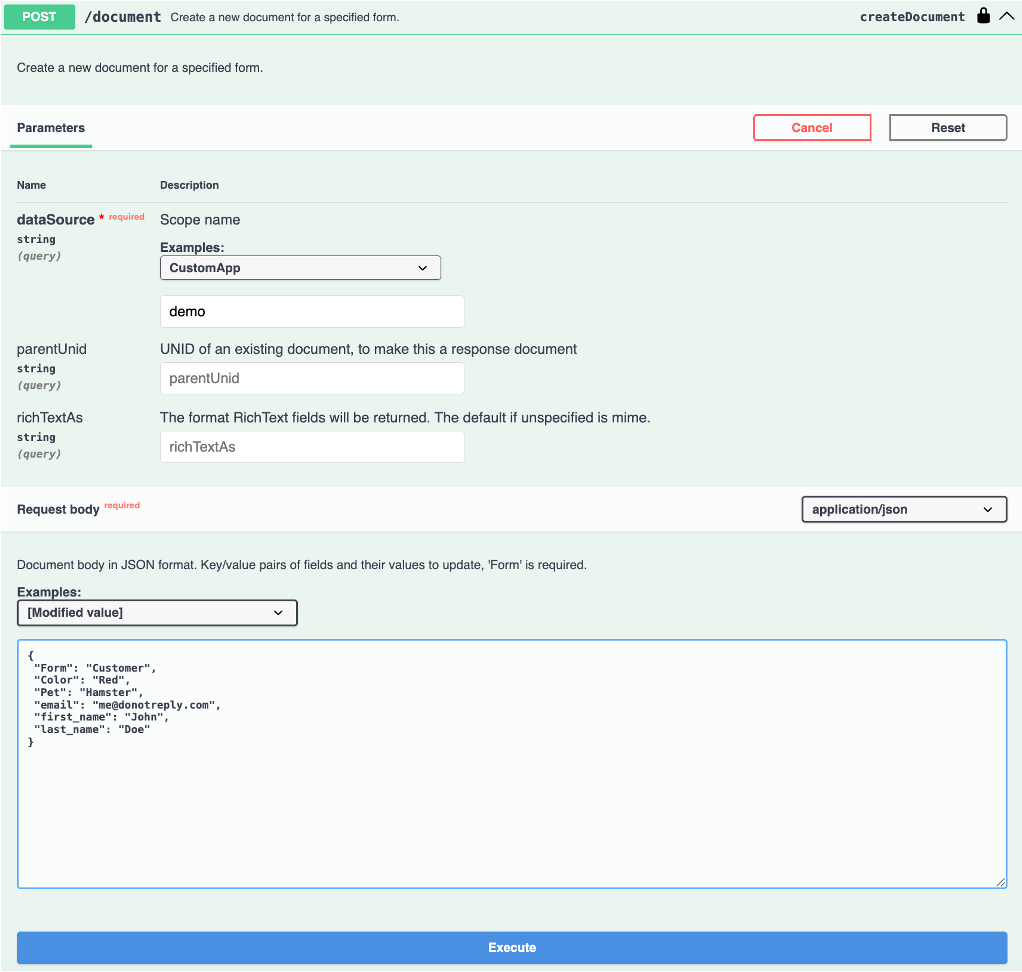 POST /document Create a new document for a specified form. createDocument
Create a new document for a specified form.
Parameters Cancel Reset
Name Description
dataSource * required Scope name
string
(query)
Examples:
CustomApp
demo
parentUnid UNID of an existing document, to make this a response document
string
(query)
parentUnid
richTextAs The format RichText fields will be returned. The default if unspecified is mime.
string
(query)
richTextAs
Request body required application/json
Document body in JSON format. Key/value pairs of fields and their values to update, 'Form' is required.
Examples:
[Modified value]
{
"Form": "Customer",
"Color": "Red",
"Pet": "Hamster",
"email": "me@donotreply.com",
"first_name": "John",
"last_name": "Doe"
}
Execute